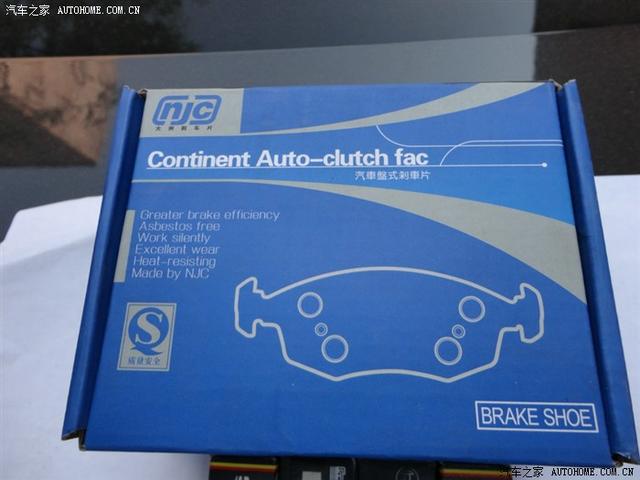 汽车之家 AUTOHOME.COM.CN
njc
大洲刹车片
Continent Auto-clutch fac
汽車盤式刹車片
Greater brake efficiency
Asbestos free
Work silently
Excellent wear
Heat-resisting
Made by NJC
质量安全
BRAKE SHOE
汽车之家 AUTOHOME.COM.CN